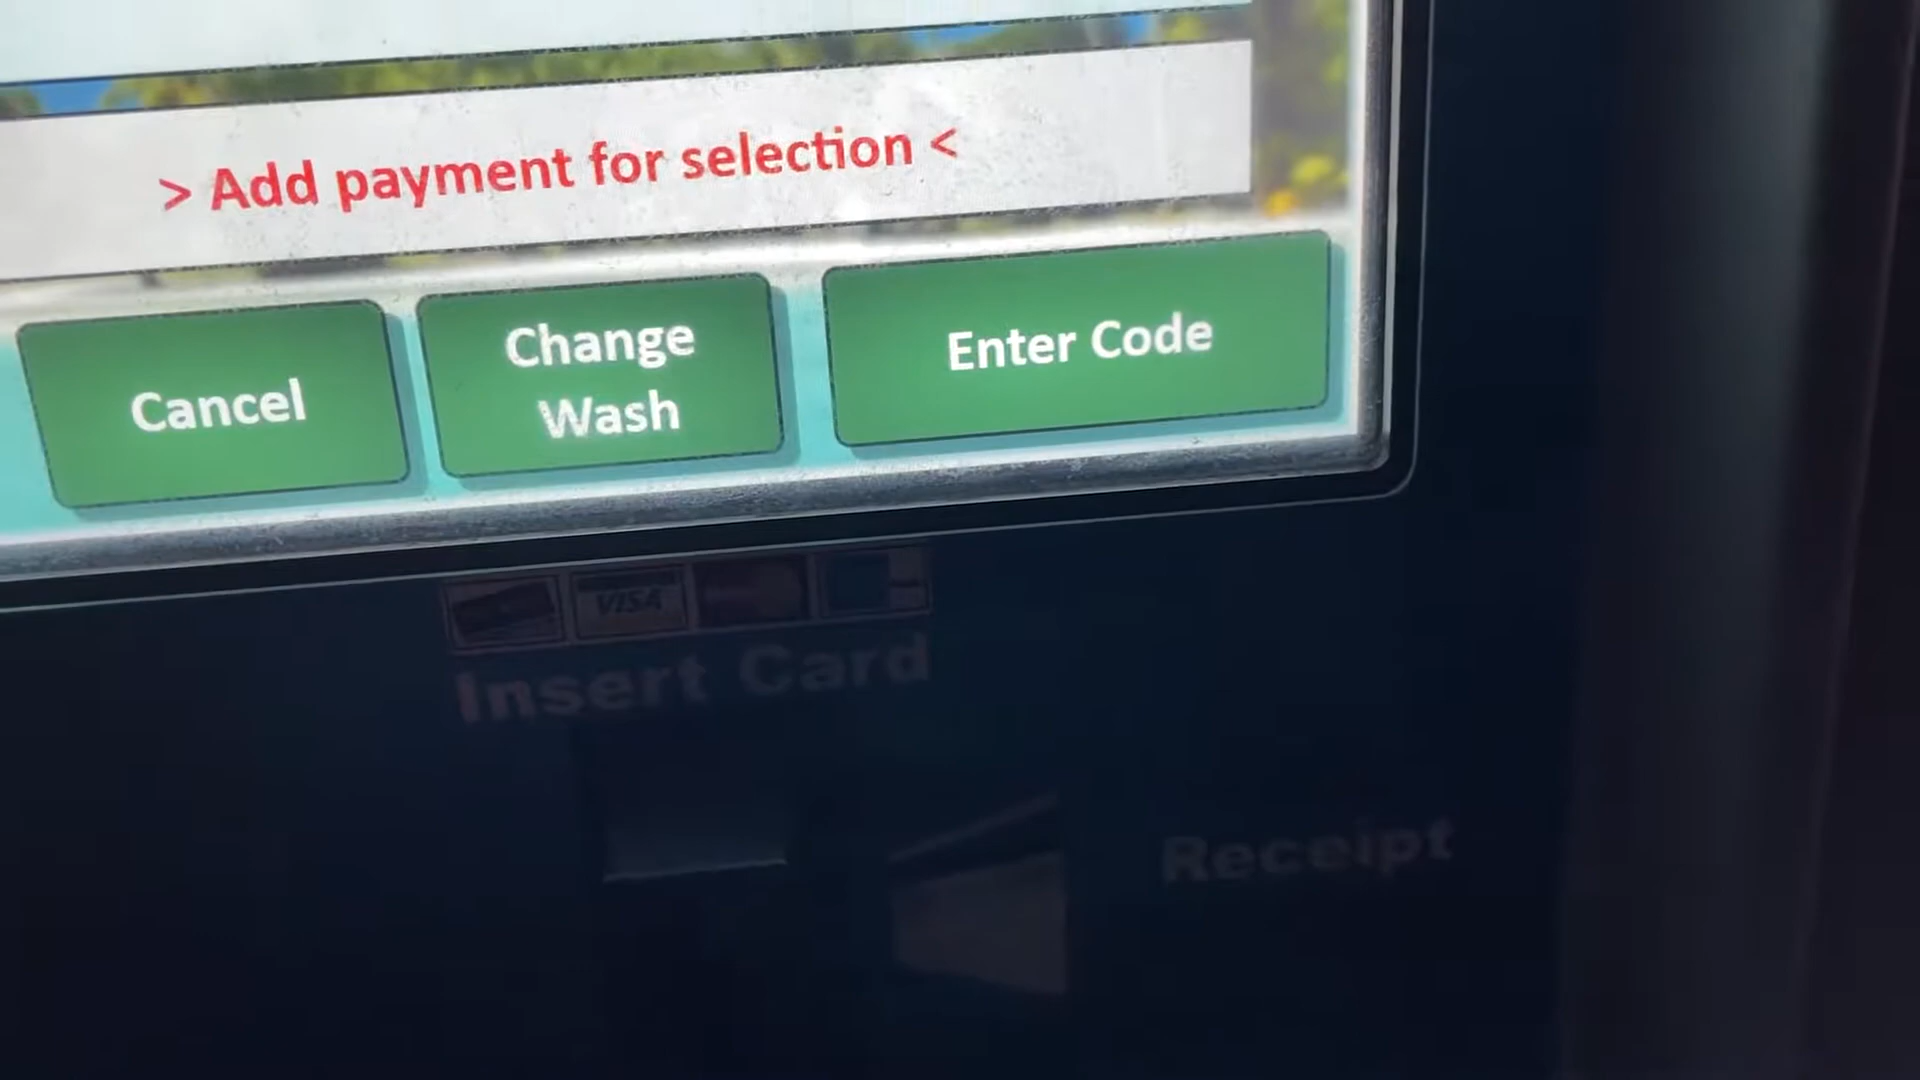 > Add payment for selection <
Cancel
Change
Wash
Enter Code
VISA
Insert Card
Receipt